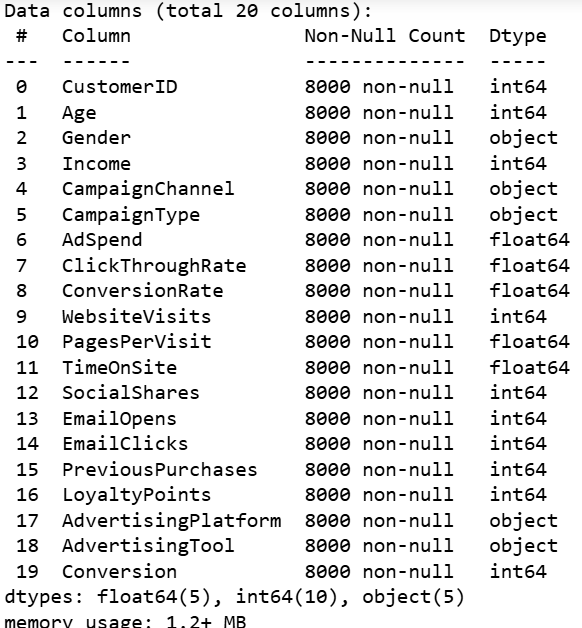 Data columns (total 20 columns):
 #   Column               Non-Null Count  Dtype
---  ------               --------------  -----
 0   CustomerID           8000 non-null   int64
 1   Age                  8000 non-null   int64
 2   Gender               8000 non-null   object
 3   Income               8000 non-null   int64
 4   CampaignChannel      8000 non-null   object
 5   CampaignType         8000 non-null   object
 6   AdSpend              8000 non-null   float64
 7   ClickThroughRate     8000 non-null   float64
 8   ConversionRate       8000 non-null   float64
 9   WebsiteVisits        8000 non-null   int64
 10  PagesPerVisit        8000 non-null   float64
 11  TimeOnSite           8000 non-null   float64
 12  SocialShares         8000 non-null   int64
 13  EmailOpens           8000 non-null   int64
 14  EmailClicks          8000 non-null   int64
 15  PreviousPurchases    8000 non-null   int64
 16  LoyaltyPoints        8000 non-null   int64
 17  AdvertisingPlatform  8000 non-null   object
 18  AdvertisingTool      8000 non-null   object
 19  Conversion           8000 non-null   int64
dtypes: float64(5), int64(10), object(5)
memory usage: 1.2+ MB